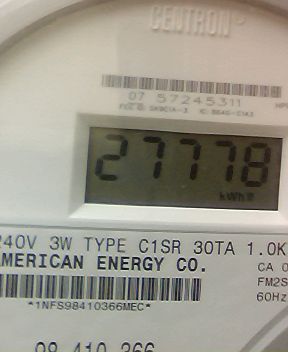 CENTRON®
07 57245311
27778
kWh
240V 3W TYPE C1SR 30TA 1.0K
AMERICAN ENERGY CO.
CA 0
FM2S
60Hz
*1NFS98410366MEC*
98 410 366